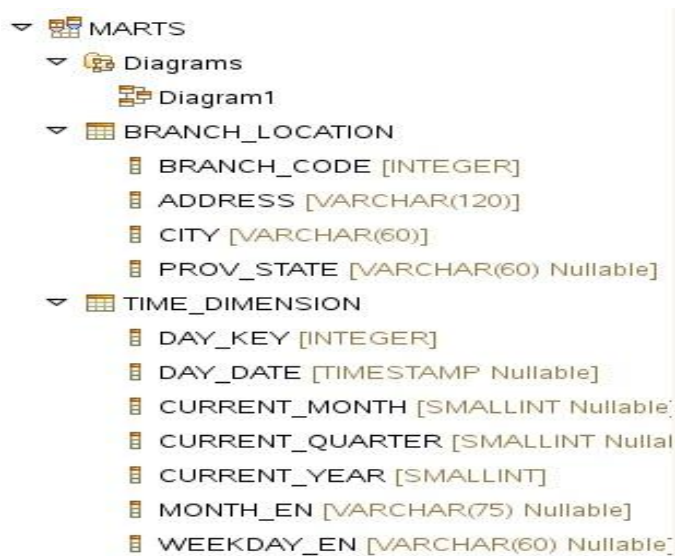 MARTS
Diagrams
Diagram1
BRANCH_LOCATION
BRANCH_CODE [INTEGER]
ADDRESS [VARCHAR(120)]
CITY [VARCHAR(60)]
PROV_STATE [VARCHAR(60) Nullable]
TIME_DIMENSION
DAY_KEY [INTEGER]
DAY_DATE [TIMESTAMP Nullable]
CURRENT_MONTH [SMALLINT Nullable]
CURRENT_QUARTER [SMALLINT Nullal
CURRENT_YEAR [SMALLINT]
MONTH_EN [VARCHAR(75) Nullable]
WEEKDAY_EN [VARCHAR(60) Nullable]